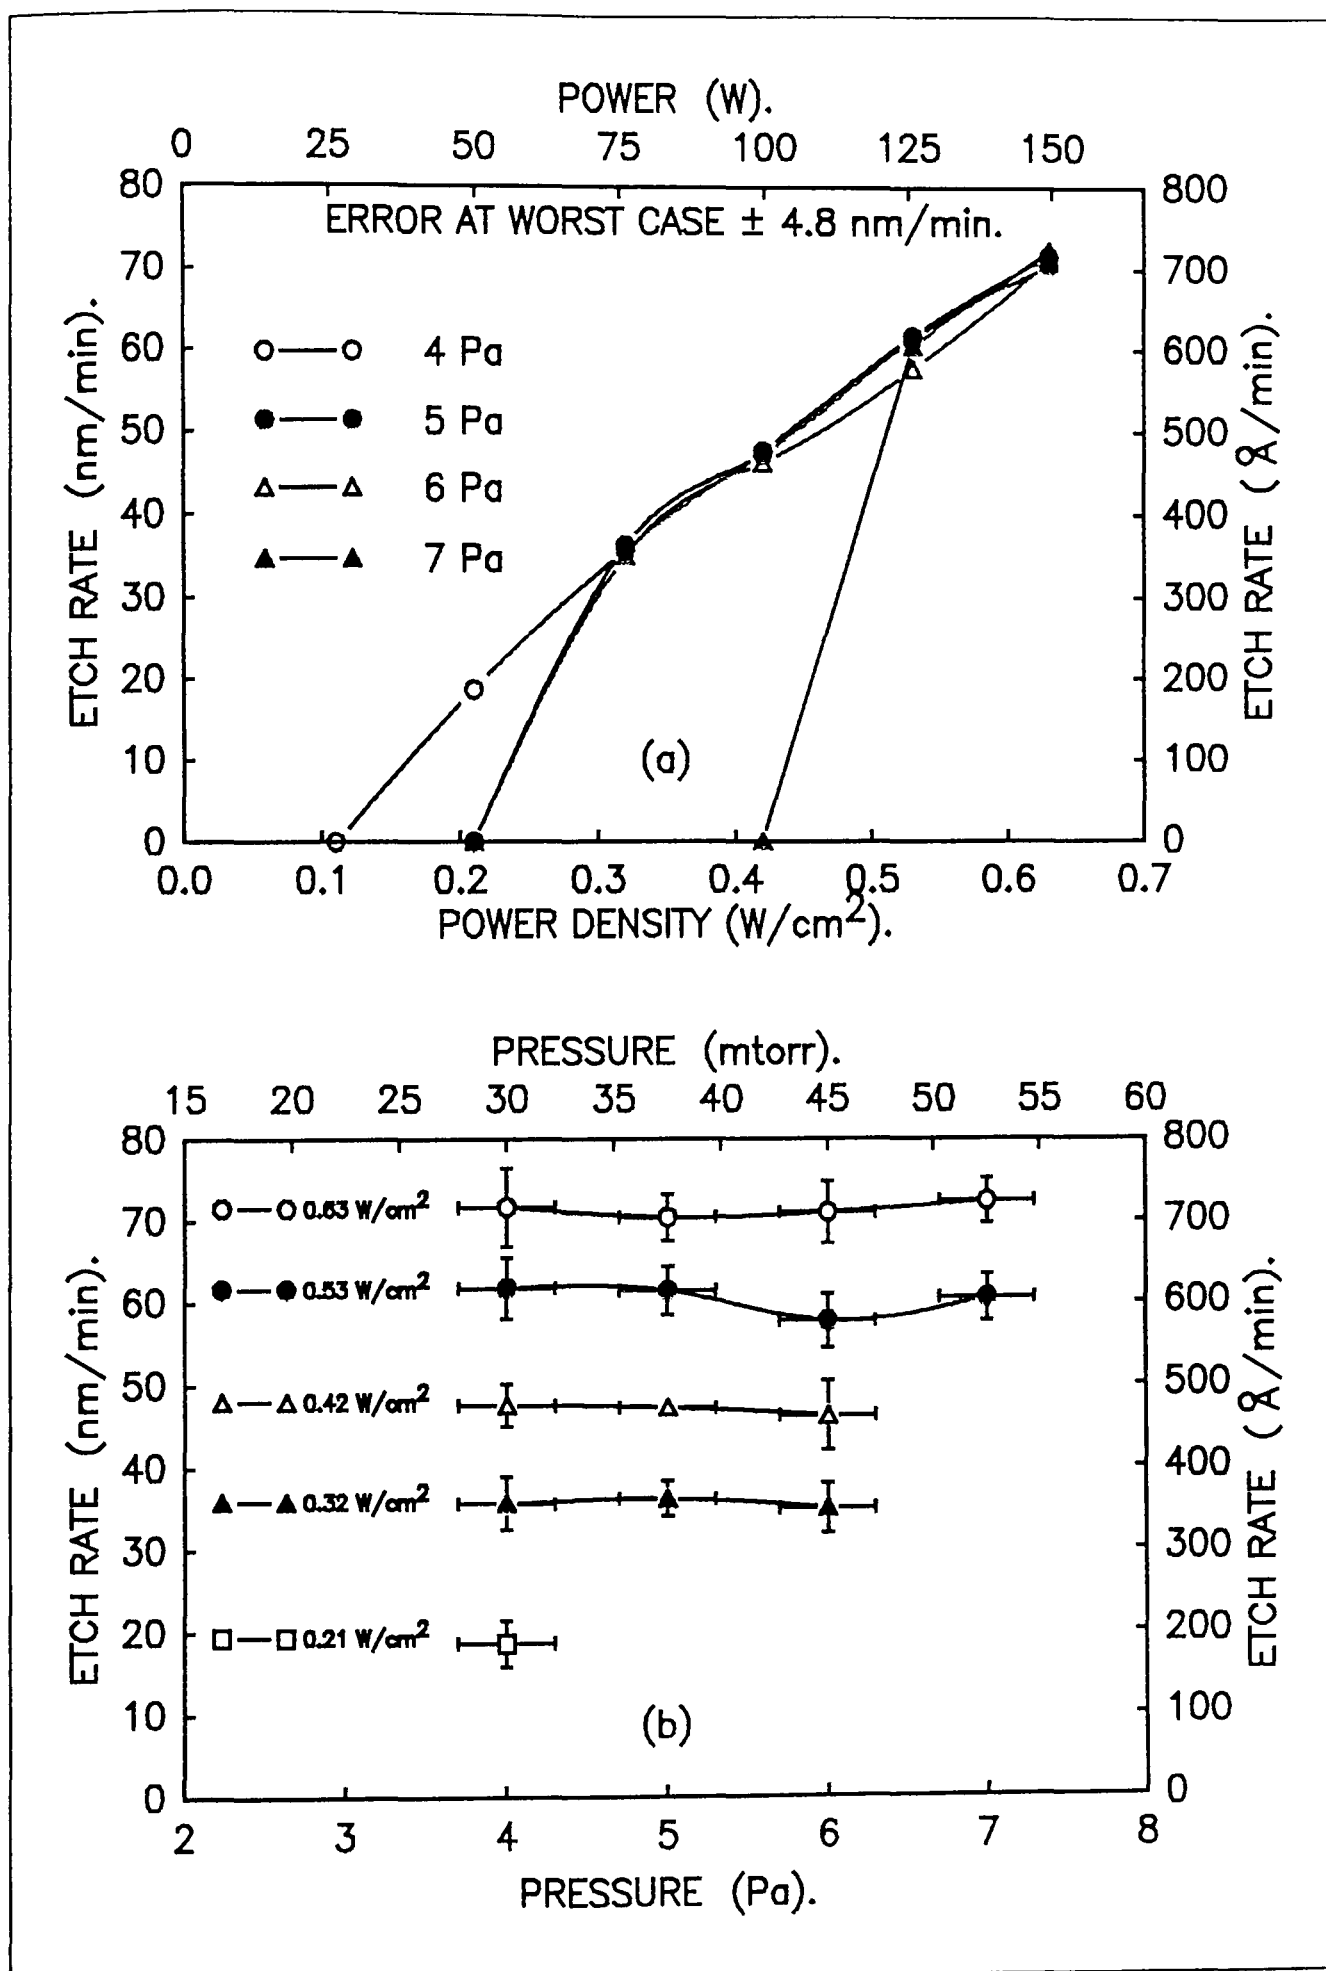 POWER (W).
0 25 50 75 100 125 150
80 800
ERROR AT WORST CASE ± 4.8 nm/min.
70 700
60 600
50 500
40 400
30 300
20 200
10 100
0 0
ETCH RATE (nm/min).
ETCH RATE (Å/min).
4 Pa
5 Pa
6 Pa
7 Pa
(a)
0.0 0.1 0.2 0.3 0.4 0.5 0.6 0.7
POWER DENSITY (W/cm²).
PRESSURE (mtorr).
15 20 25 30 35 40 45 50 55 60
80 800
70 700
60 600
50 500
40 400
30 300
20 200
10 100
0 0
ETCH RATE (nm/min).
ETCH RATE (Å/min).
0.63 W/cm²
0.53 W/cm²
0.42 W/cm²
0.32 W/cm²
0.21 W/cm²
(b)
2 3 4 5 6 7 8
PRESSURE (Pa).